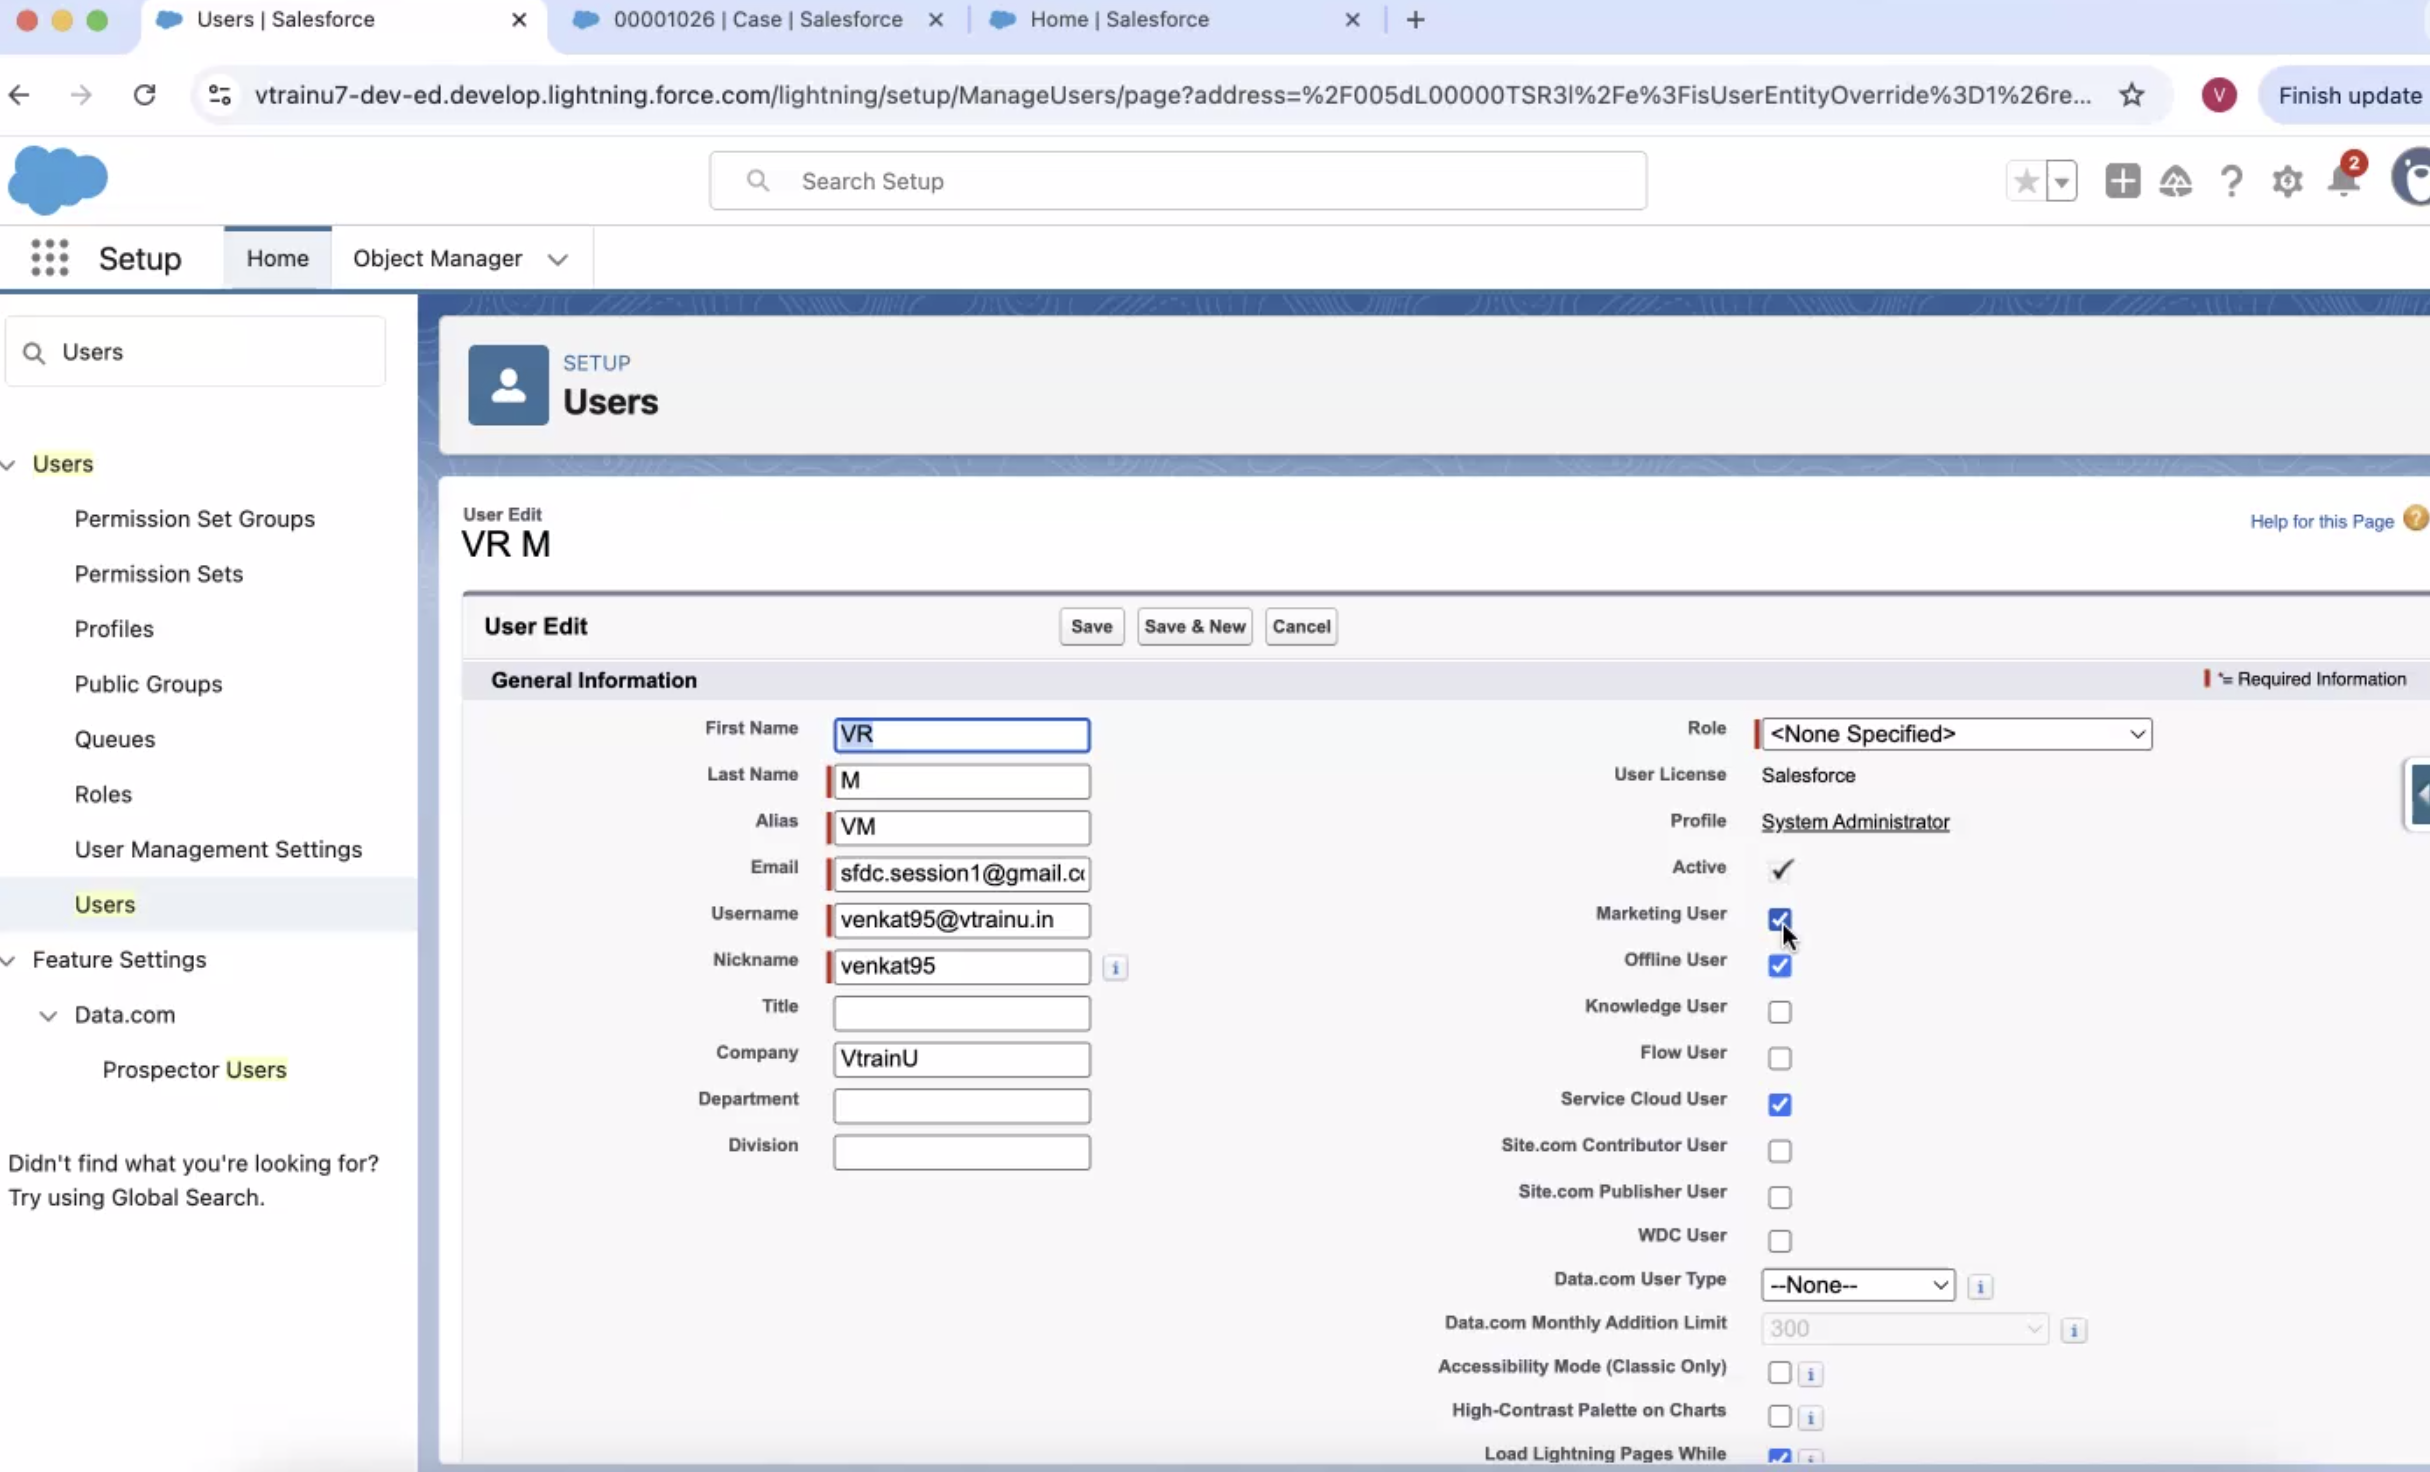 Users | Salesforce
00001026 | Case | Salesforce
Home | Salesforce
vtrainu7-dev-ed.develop.lightning.force.com/lightning/setup/ManageUsers/page?address=%2F005dL00000TSR3l%2Fe%3FisUserEntityOverride%3D1%26re...
V
Finish update
Search Setup
2
Setup
Home
Object Manager
Users
SETUP
Users
Users
Permission Set Groups
Permission Sets
Profiles
Public Groups
Queues
Roles
User Management Settings
Users
Feature Settings
Data.com
Prospector Users
Didn't find what you're looking for?
Try using Global Search.
User Edit
VR M
Help for this Page ?
User Edit
Save
Save & New
Cancel
General Information
*= Required Information
First Name VR
Last Name M
Alias VM
Email sfdc.session1@gmail.co
Username venkat95@vtrainu.in
Nickname venkat95 i
Title
Company VtrainU
Department
Division
Role <None Specified>
User License Salesforce
Profile System Administrator
Active
Marketing User
Offline User
Knowledge User
Flow User
Service Cloud User
Site.com Contributor User
Site.com Publisher User
WDC User
Data.com User Type --None-- i
Data.com Monthly Addition Limit 300 i
Accessibility Mode (Classic Only) i
High-Contrast Palette on Charts i
Load Lightning Pages While